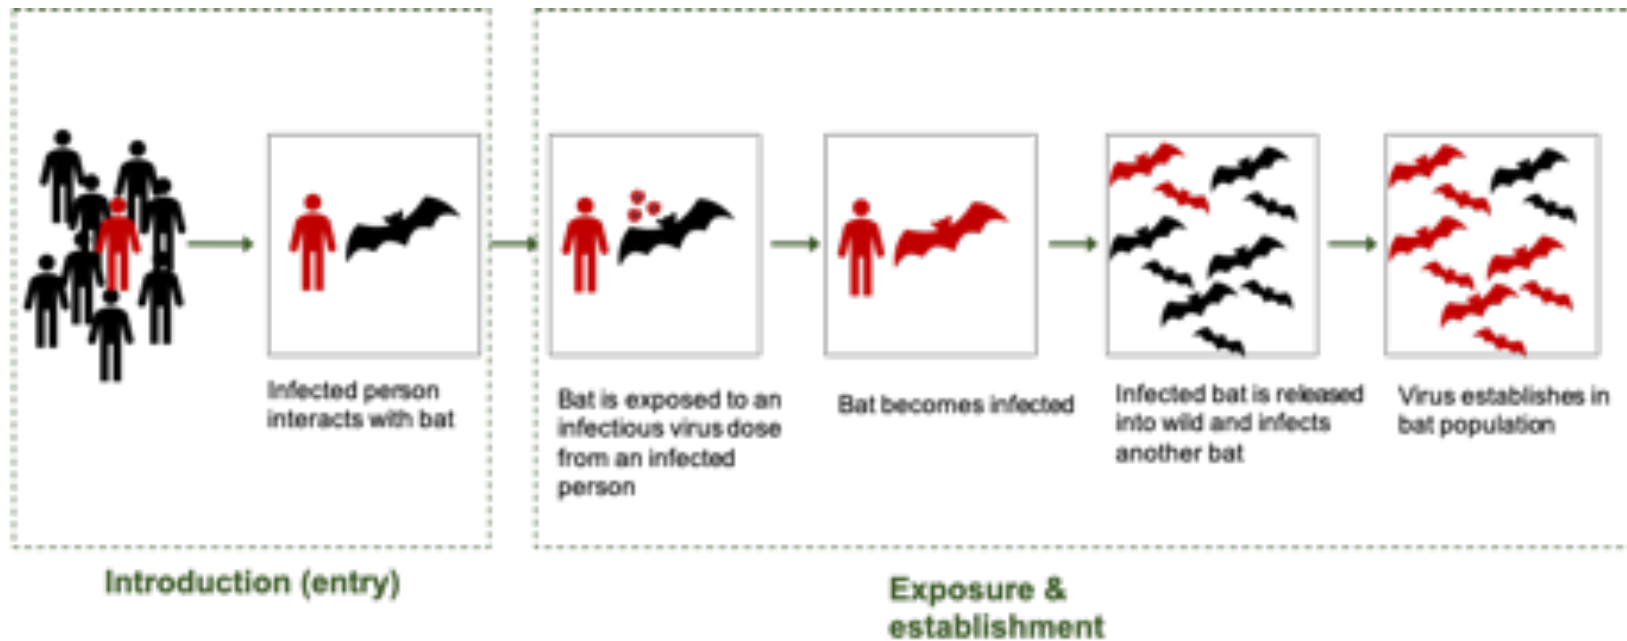 Infected person
interacts with bat
Bat is exposed to an
infectious virus dose
from an infected
person
Bat becomes infected
Infected bat is released
into wild and infects
another bat
Virus establishes in
bat population
Introduction (entry)
Exposure &
establishment